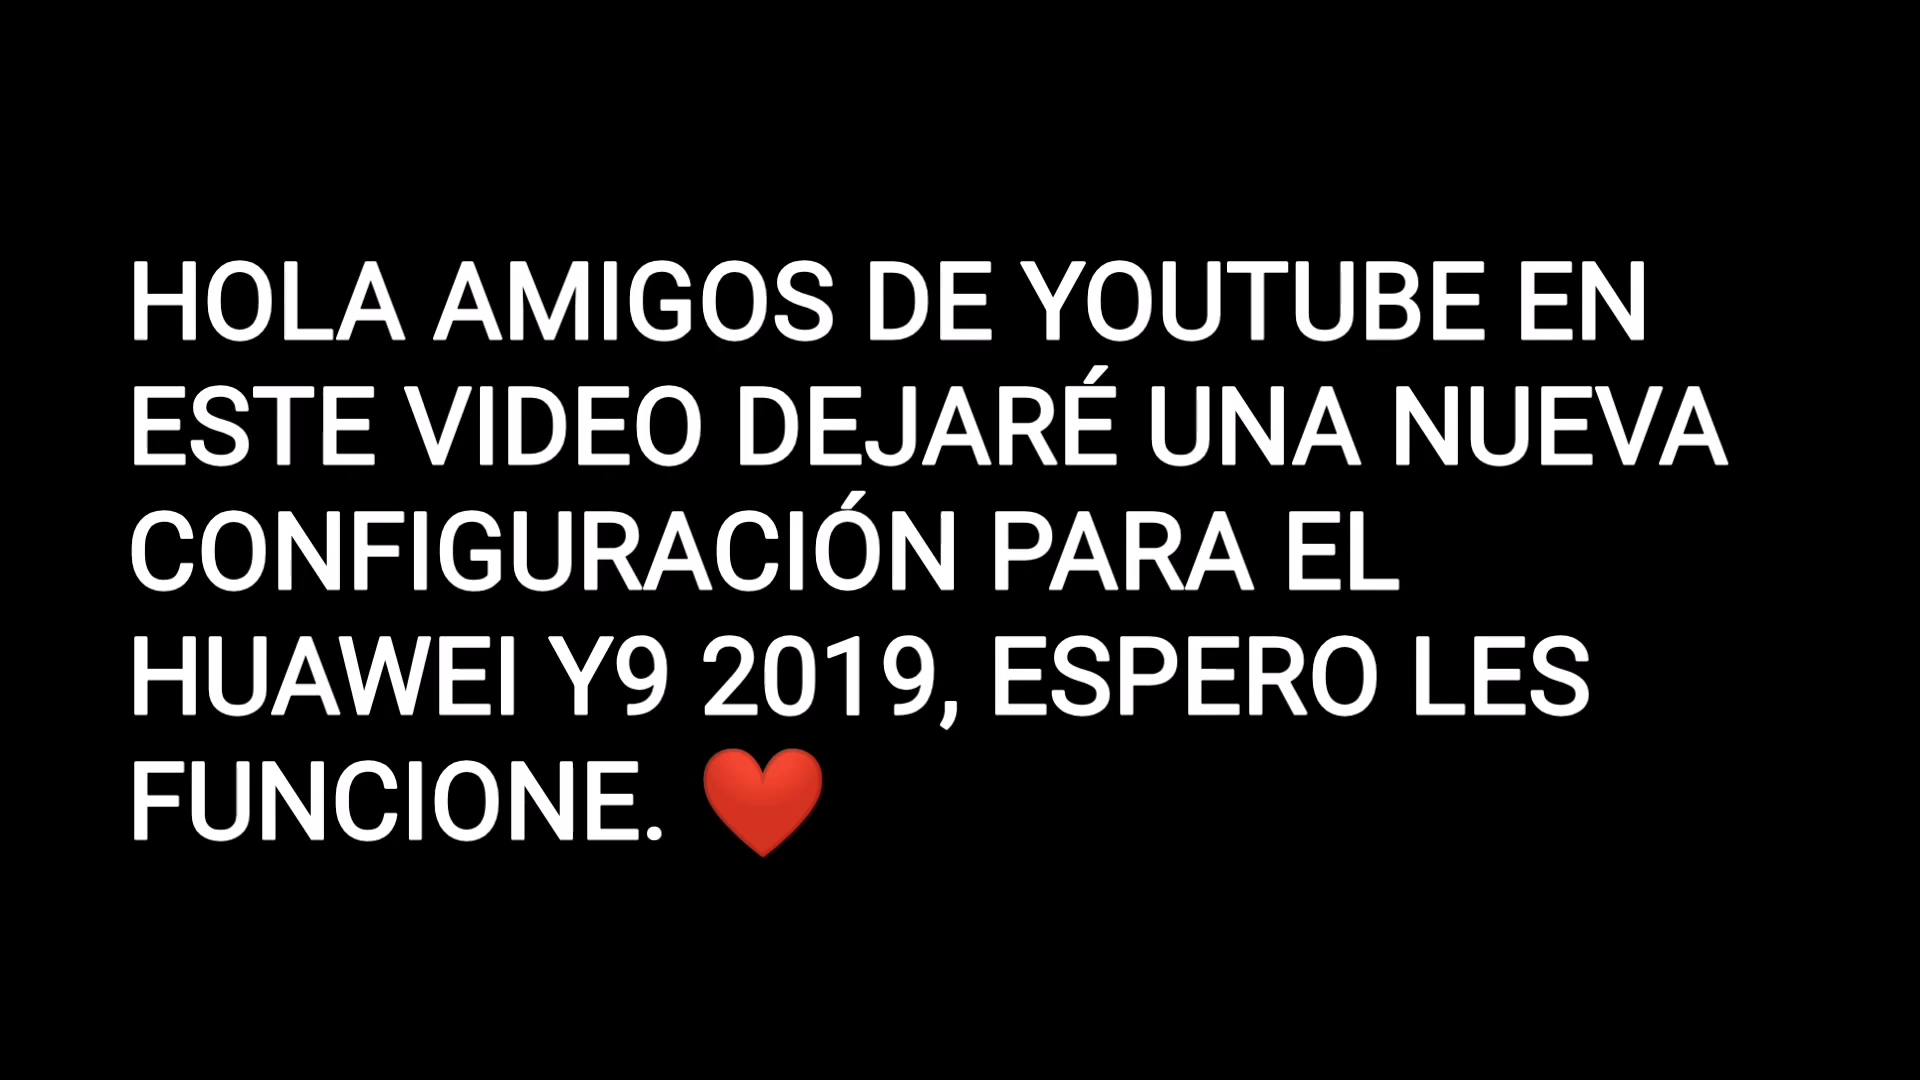 HOLA AMIGOS DE YOUTUBE EN
ESTE VIDEO DEJARÉ UNA NUEVA
CONFIGURACIÓN PARA EL
HUAWEI Y9 2019, ESPERO LES
FUNCIONE. ❤️